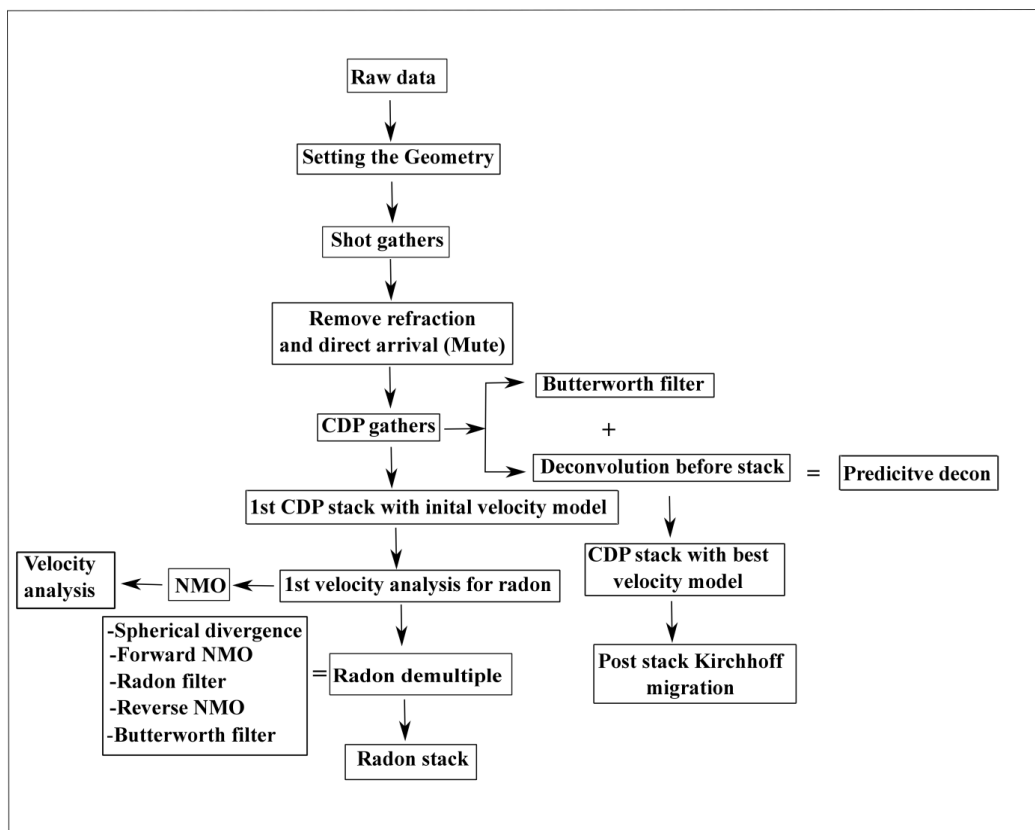 Raw data
Setting the Geometry
Shot gathers
Remove refraction
and direct arrival (Mute)
CDP gathers
Butterworth filter
+
Deconvolution before stack
=
Predicitve decon
1st CDP stack with inital velocity model
CDP stack with best
velocity model
Post stack Kirchhoff
migration
1st velocity analysis for radon
NMO
Velocity
analysis
-Spherical divergence
-Forward NMO
-Radon filter
-Reverse NMO
-Butterworth filter
=
Radon demultiple
Radon stack